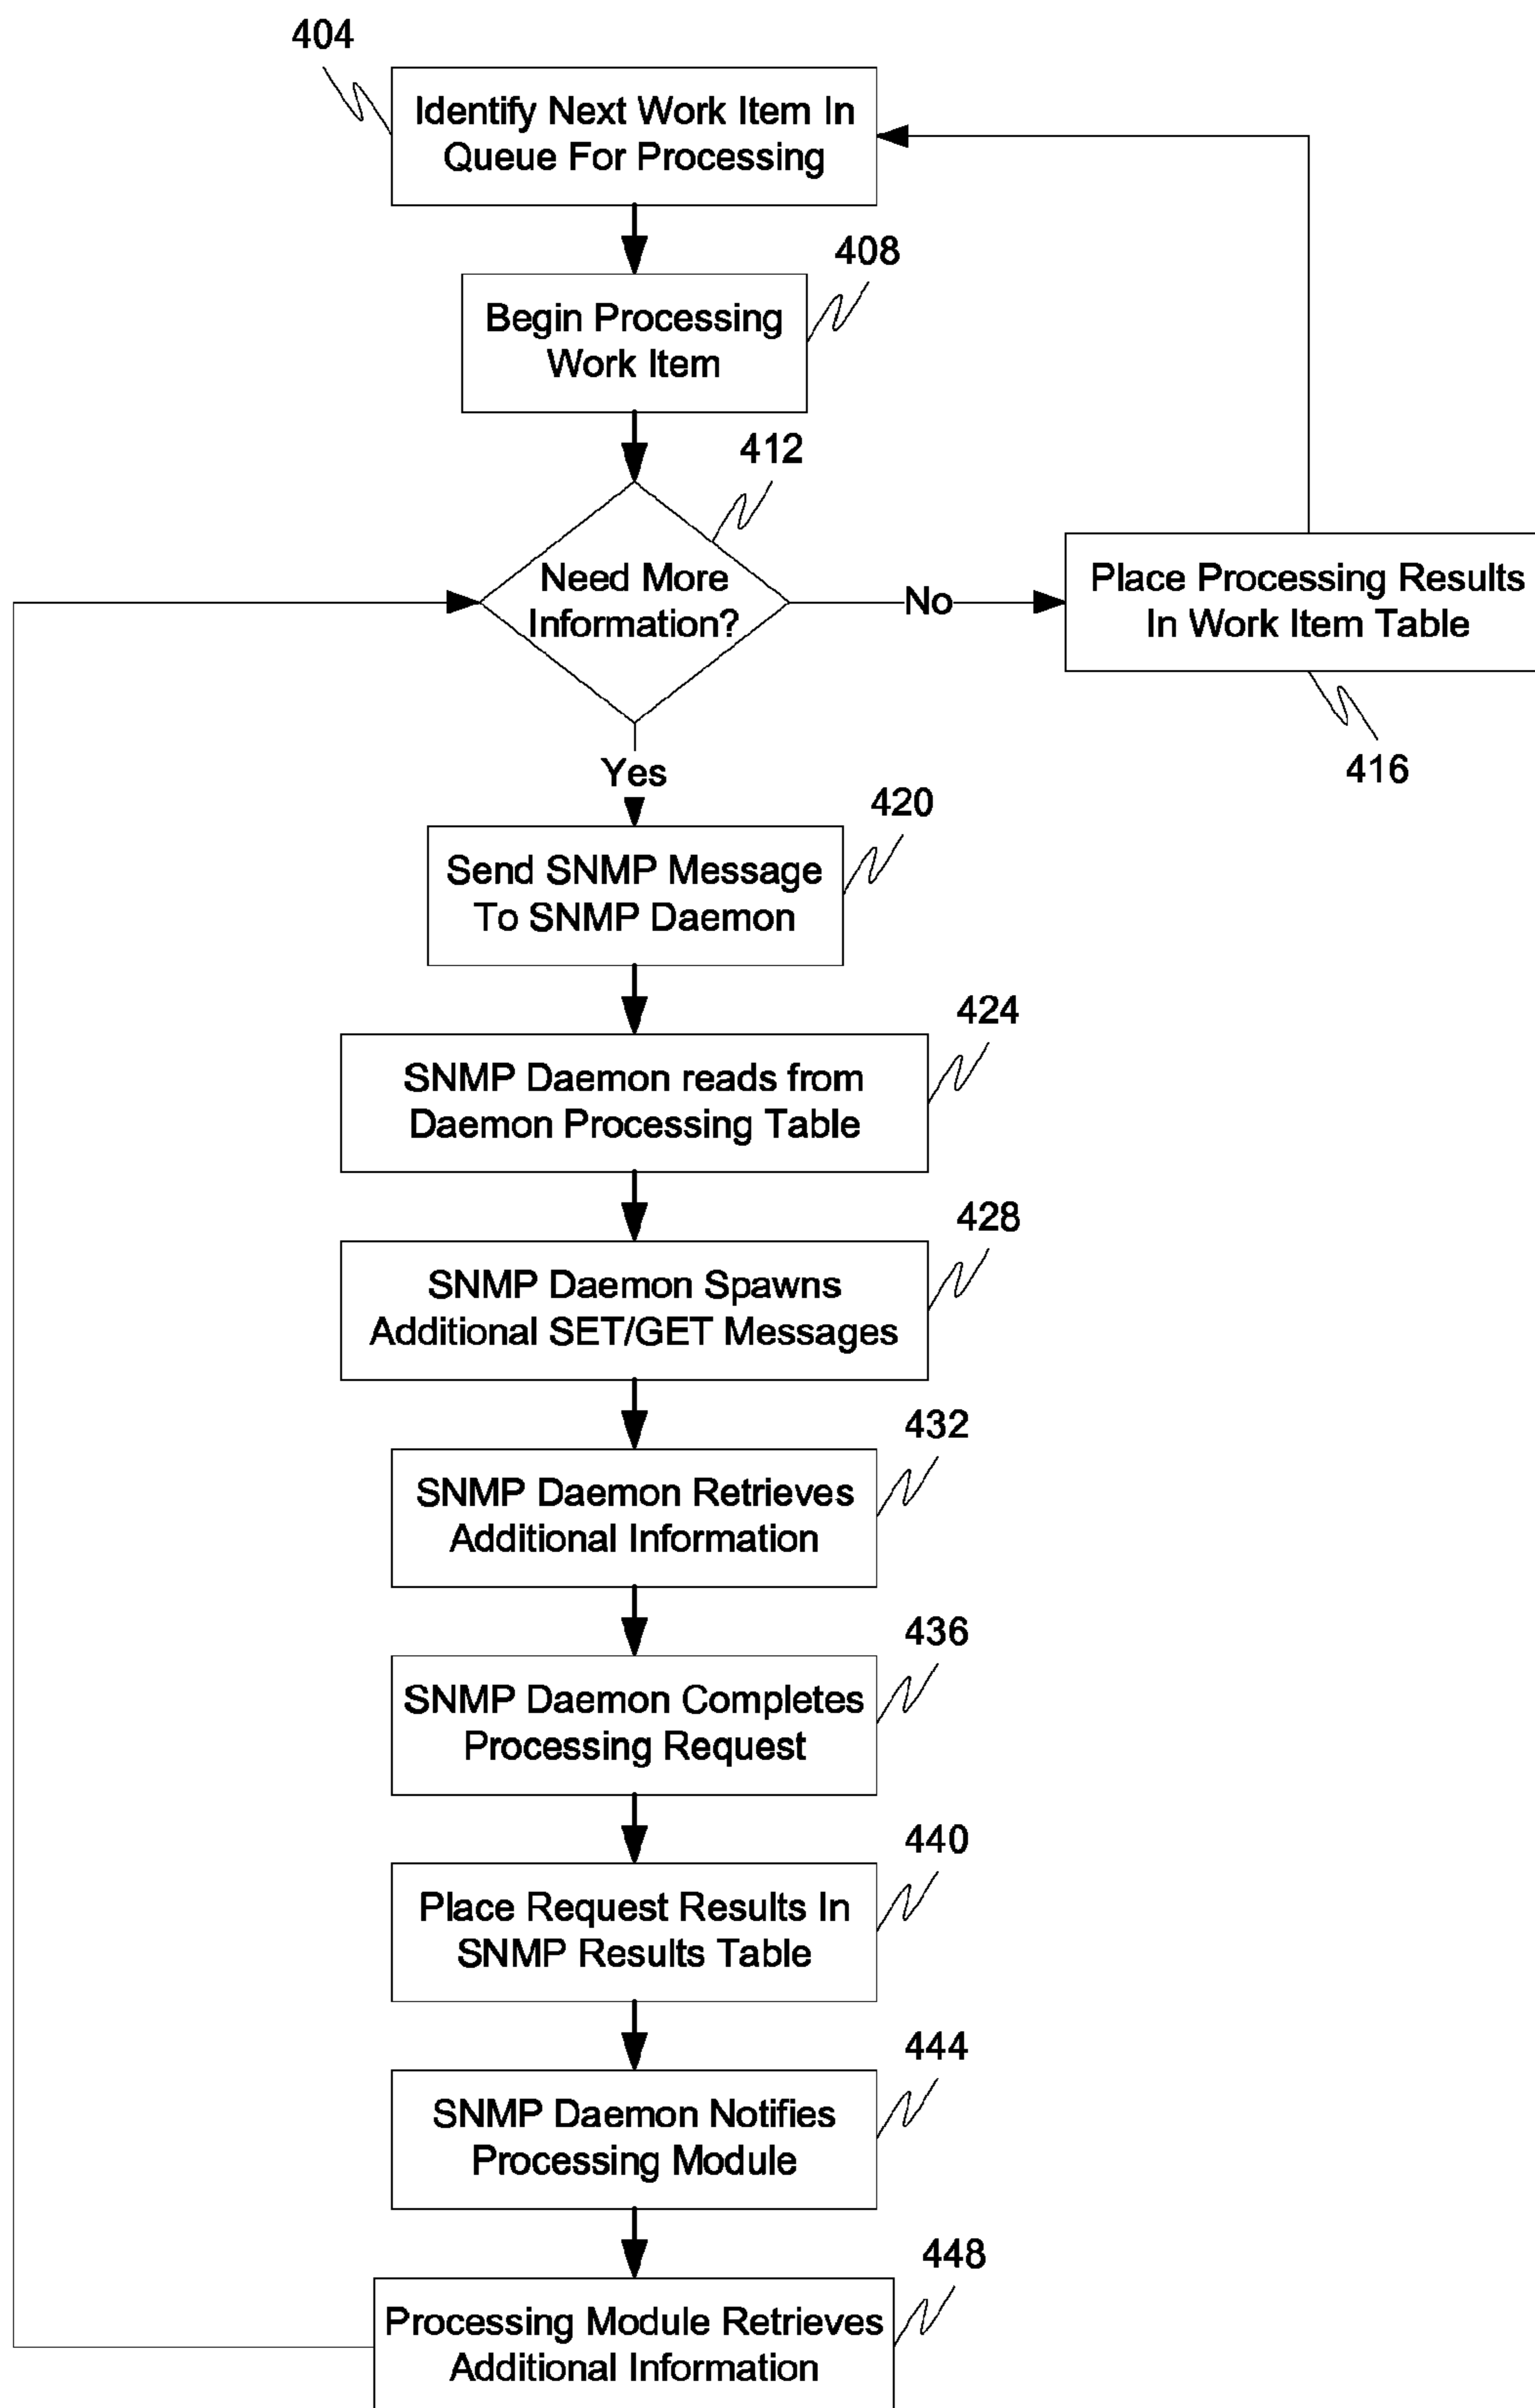 404
Identify Next Work Item In
Queue For Processing
408
Begin Processing
Work Item
412
Need More
Information?
No
Place Processing Results
In Work Item Table
416
Yes
420
Send SNMP Message
To SNMP Daemon
424
SNMP Daemon reads from
Daemon Processing Table
428
SNMP Daemon Spawns
Additional SET/GET Messages
432
SNMP Daemon Retrieves
Additional Information
436
SNMP Daemon Completes
Processing Request
440
Place Request Results In
SNMP Results Table
444
SNMP Daemon Notifies
Processing Module
448
Processing Module Retrieves
Additional Information